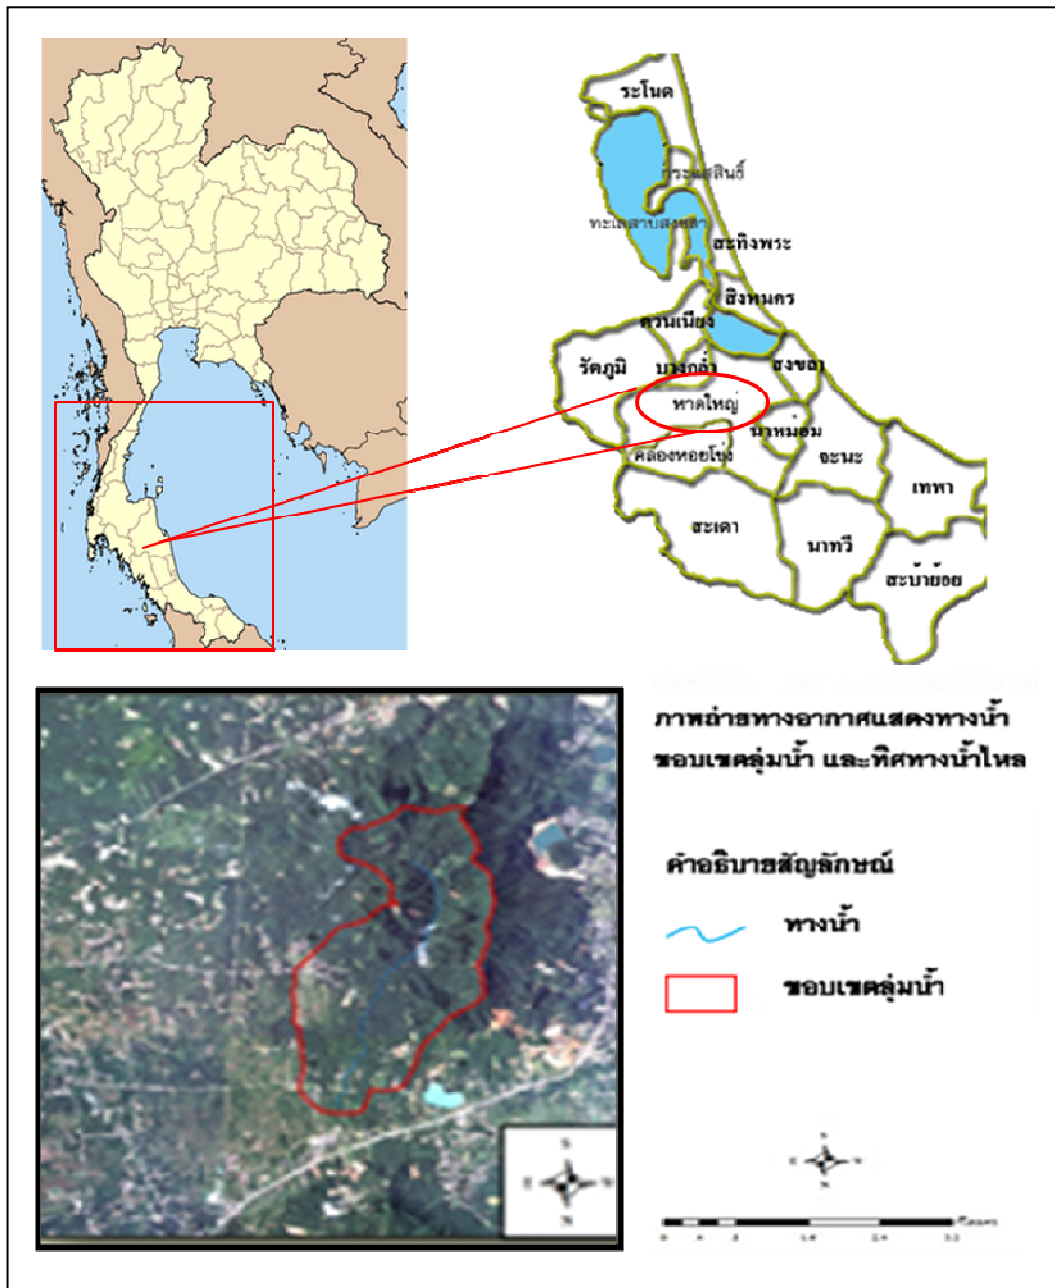 ระโนด
กระแสสินธิ์
ทะเลสาบสงขลา
สะทิงพระ
สิงหนคร
ควนเนียง
รัตภูมิ
บางกล่ำ
สงขลา
หาดใหญ่
นาหม่อม
คลองหอยโข่ง
จะนะ
เทพา
สะเดา
นาทวี
สะบ้าย้อย
ภาพถ่ายทางอากาศแสดงทางน้ำ
ขอบเขตลุ่มน้ำ และทิศทางน้ำไหล
คำอธิบายสัญลักษณ์
ทางน้ำ
ขอบเขตลุ่มน้ำ
S
E W
N
S
E W
N
0 .4 .8 1.6 2.4 3.2